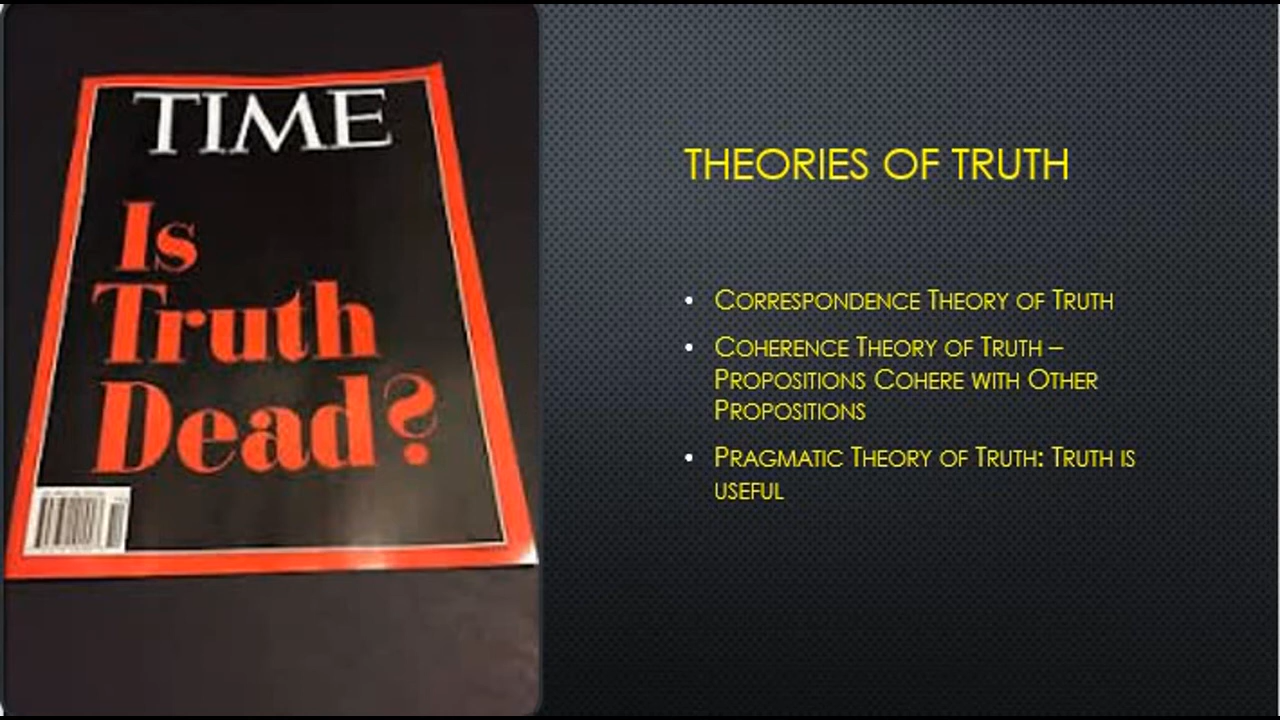 TIME
Is
Truth
Dead?
THEORIES OF TRUTH
• CORRESPONDENCE THEORY OF TRUTH
• COHERENCE THEORY OF TRUTH –
PROPOSITIONS COHERE WITH OTHER
PROPOSITIONS
• PRAGMATIC THEORY OF TRUTH: TRUTH IS
USEFUL